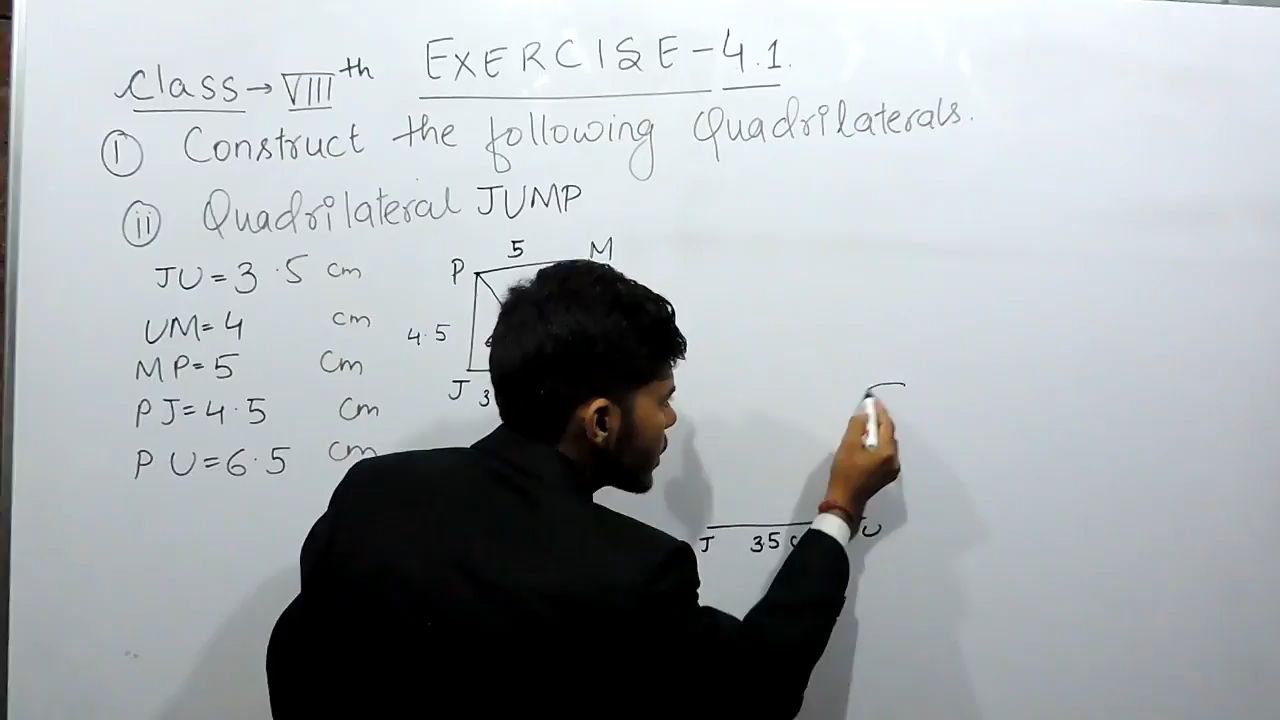 Class → VIIIth EXERCISE-4.1.
① Construct the following Quadrilaterals.
ⅱ Quadrilateral JUMP
JU=3.5 cm
UM=4 cm
MP=5 cm
PJ=4.5 cm
PU=6.5 cm
P 5 M
4.5
J 3
J 3.5 U